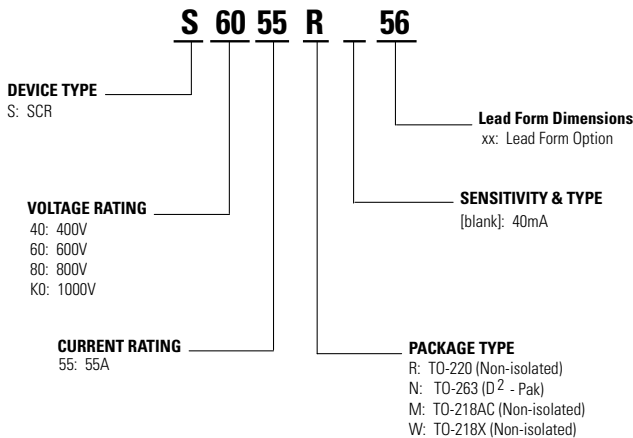 S 60 55 R _ 56
DEVICE TYPE
S: SCR
Lead Form Dimensions
xx: Lead Form Option
VOLTAGE RATING
40: 400V
60: 600V
80: 800V
K0: 1000V
SENSITIVITY & TYPE
[blank]: 40mA
CURRENT RATING
55: 55A
PACKAGE TYPE
R: TO-220 (Non-isolated)
N: TO-263 (D² - Pak)
M: TO-218AC (Non-isolated)
W: TO-218X (Non-isolated)